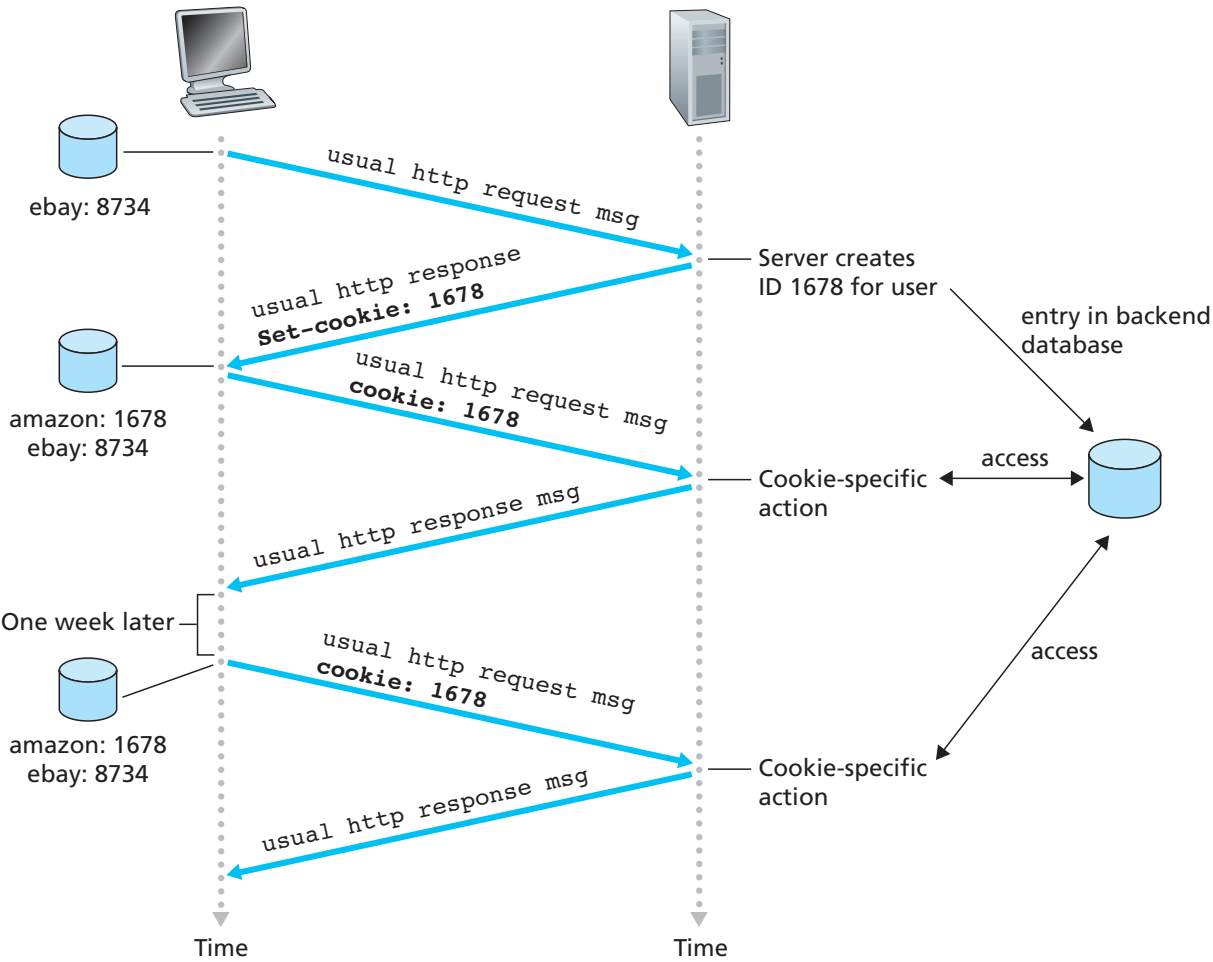 usual http request msg
ebay: 8734
Server creates
ID 1678 for user
usual http response
Set-cookie: 1678
entry in backend
database
usual http request msg
cookie: 1678
amazon: 1678
ebay: 8734
access
Cookie-specific
action
usual http response msg
One week later
usual http request msg
cookie: 1678
access
amazon: 1678
ebay: 8734
Cookie-specific
action
usual http response msg
Time
Time